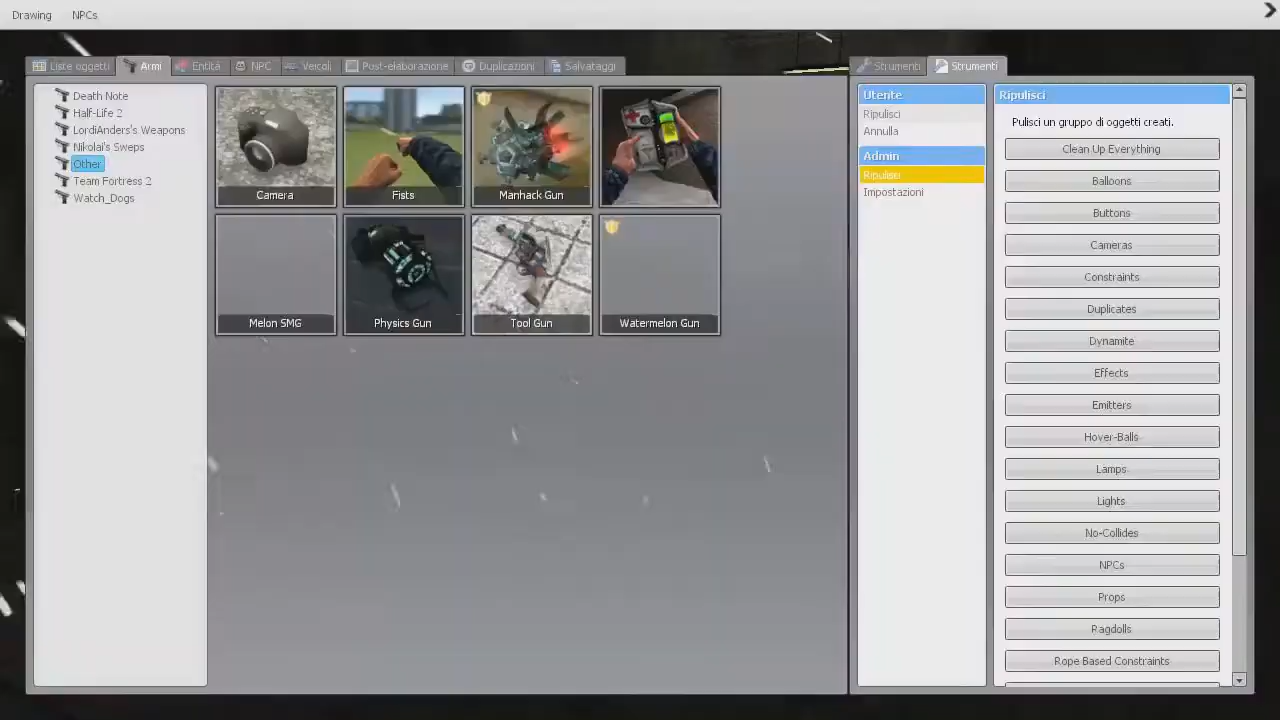 Drawing
NPCs
Liste oggetti
Armi
Entità
NPC
Veicoli
Post-elaborazione
Duplicazioni
Salvataggi
Strumenti
Strumenti
Death Note
Half-Life 2
LordiAnders's Weapons
Nikolai's Sweps
Other
Team Fortress 2
Watch_Dogs
Camera
Fists
Manhack Gun
Melon SMG
Physics Gun
Tool Gun
Watermelon Gun
Utente
Ripulisci
Annulla
Admin
Ripulisci
Impostazioni
Ripulisci
Pulisci un gruppo di oggetti creati.
Clean Up Everything
Balloons
Buttons
Cameras
Constraints
Duplicates
Dynamite
Effects
Emitters
Hover-Balls
Lamps
Lights
No-Collides
NPCs
Props
Ragdolls
Rope Based Constraints